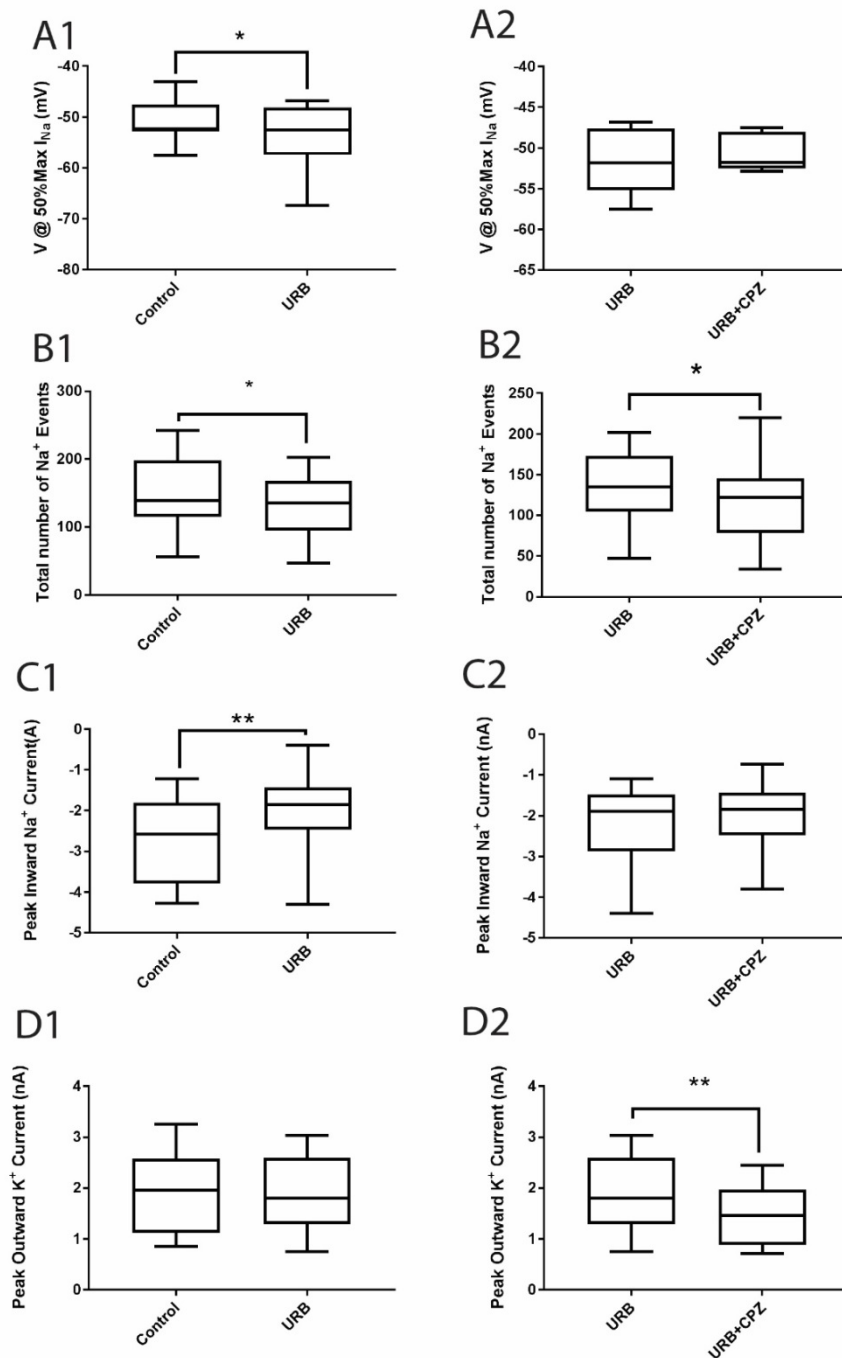 A1
*
V @ 50%Max INa (mV)
-40
-50
-60
-70
-80
Control
URB
A2
V @ 50%Max INa (mV)
-40
-45
-50
-55
-60
-65
URB
URB+CPZ
B1
*
Total number of Na+ Events
300
200
100
0
Control
URB
B2
*
Total number of Na+ Events
250
200
150
100
50
0
URB
URB+CPZ
C1
**
Peak Inward Na+ Current(A)
0
-1
-2
-3
-4
-5
Control
URB
C2
Peak Inward Na+ Current (nA)
0
-1
-2
-3
-4
-5
URB
URB+CPZ
D1
Peak Outward K+ Current (nA)
4
3
2
1
0
Control
URB
D2
**
Peak Outward K+ Current (nA)
4
3
2
1
0
URB
URB+CPZ